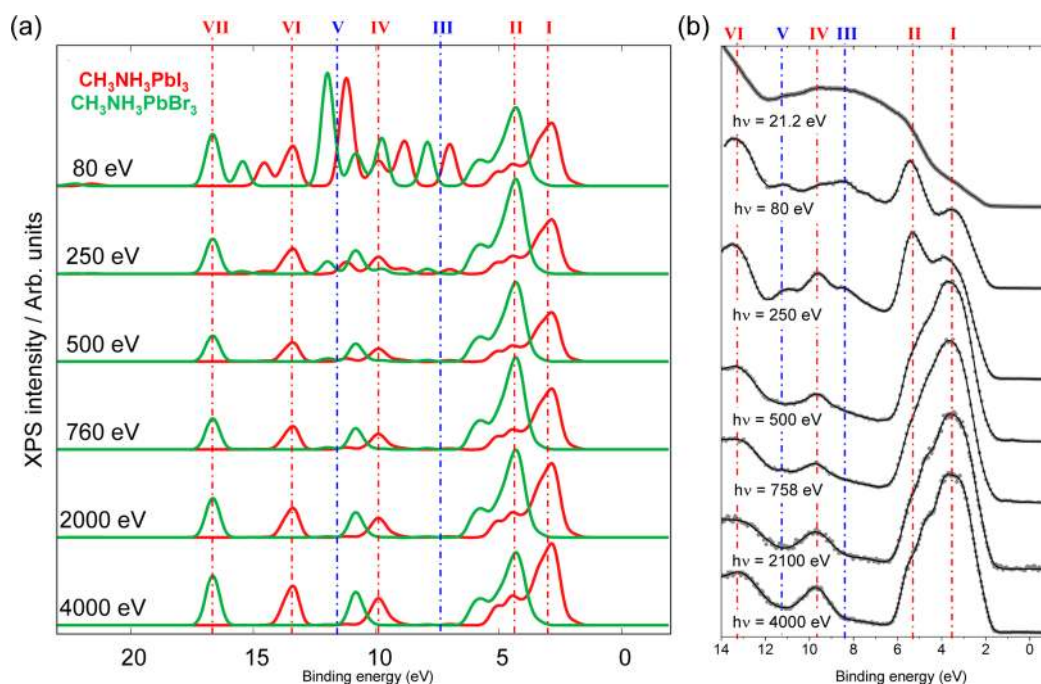 (a)
VII VI V IV III II I
CH3NH3PbI3
CH3NH3PbBr3
80 eV
250 eV
500 eV
760 eV
2000 eV
4000 eV
XPS intensity / Arb. units
20 15 10 5 0
Binding energy (eV)
(b)
VI V IV III II I
hν = 21.2 eV
hν = 80 eV
hν = 250 eV
hν = 500 eV
hν = 758 eV
hν = 2100 eV
hν = 4000 eV
14 12 10 8 6 4 2 0
Binding energy (eV)